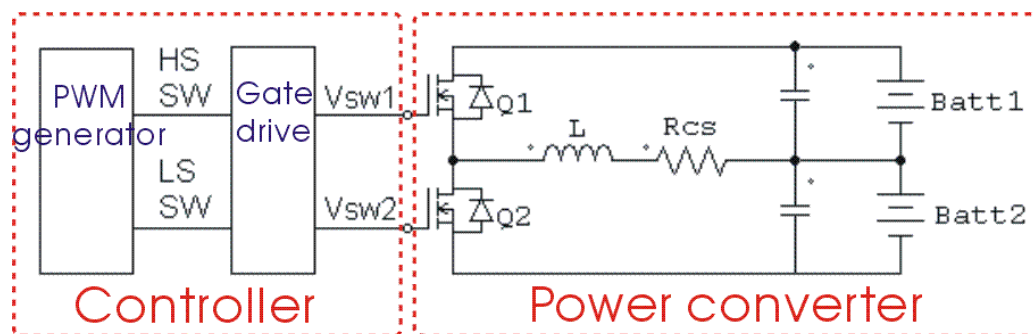 HS
SW
PWM
generator
Gate
drive
Vsw1
Q1
Batt1
L
Rcs
LS
SW
Vsw2
Q2
Batt2
Controller
Power converter